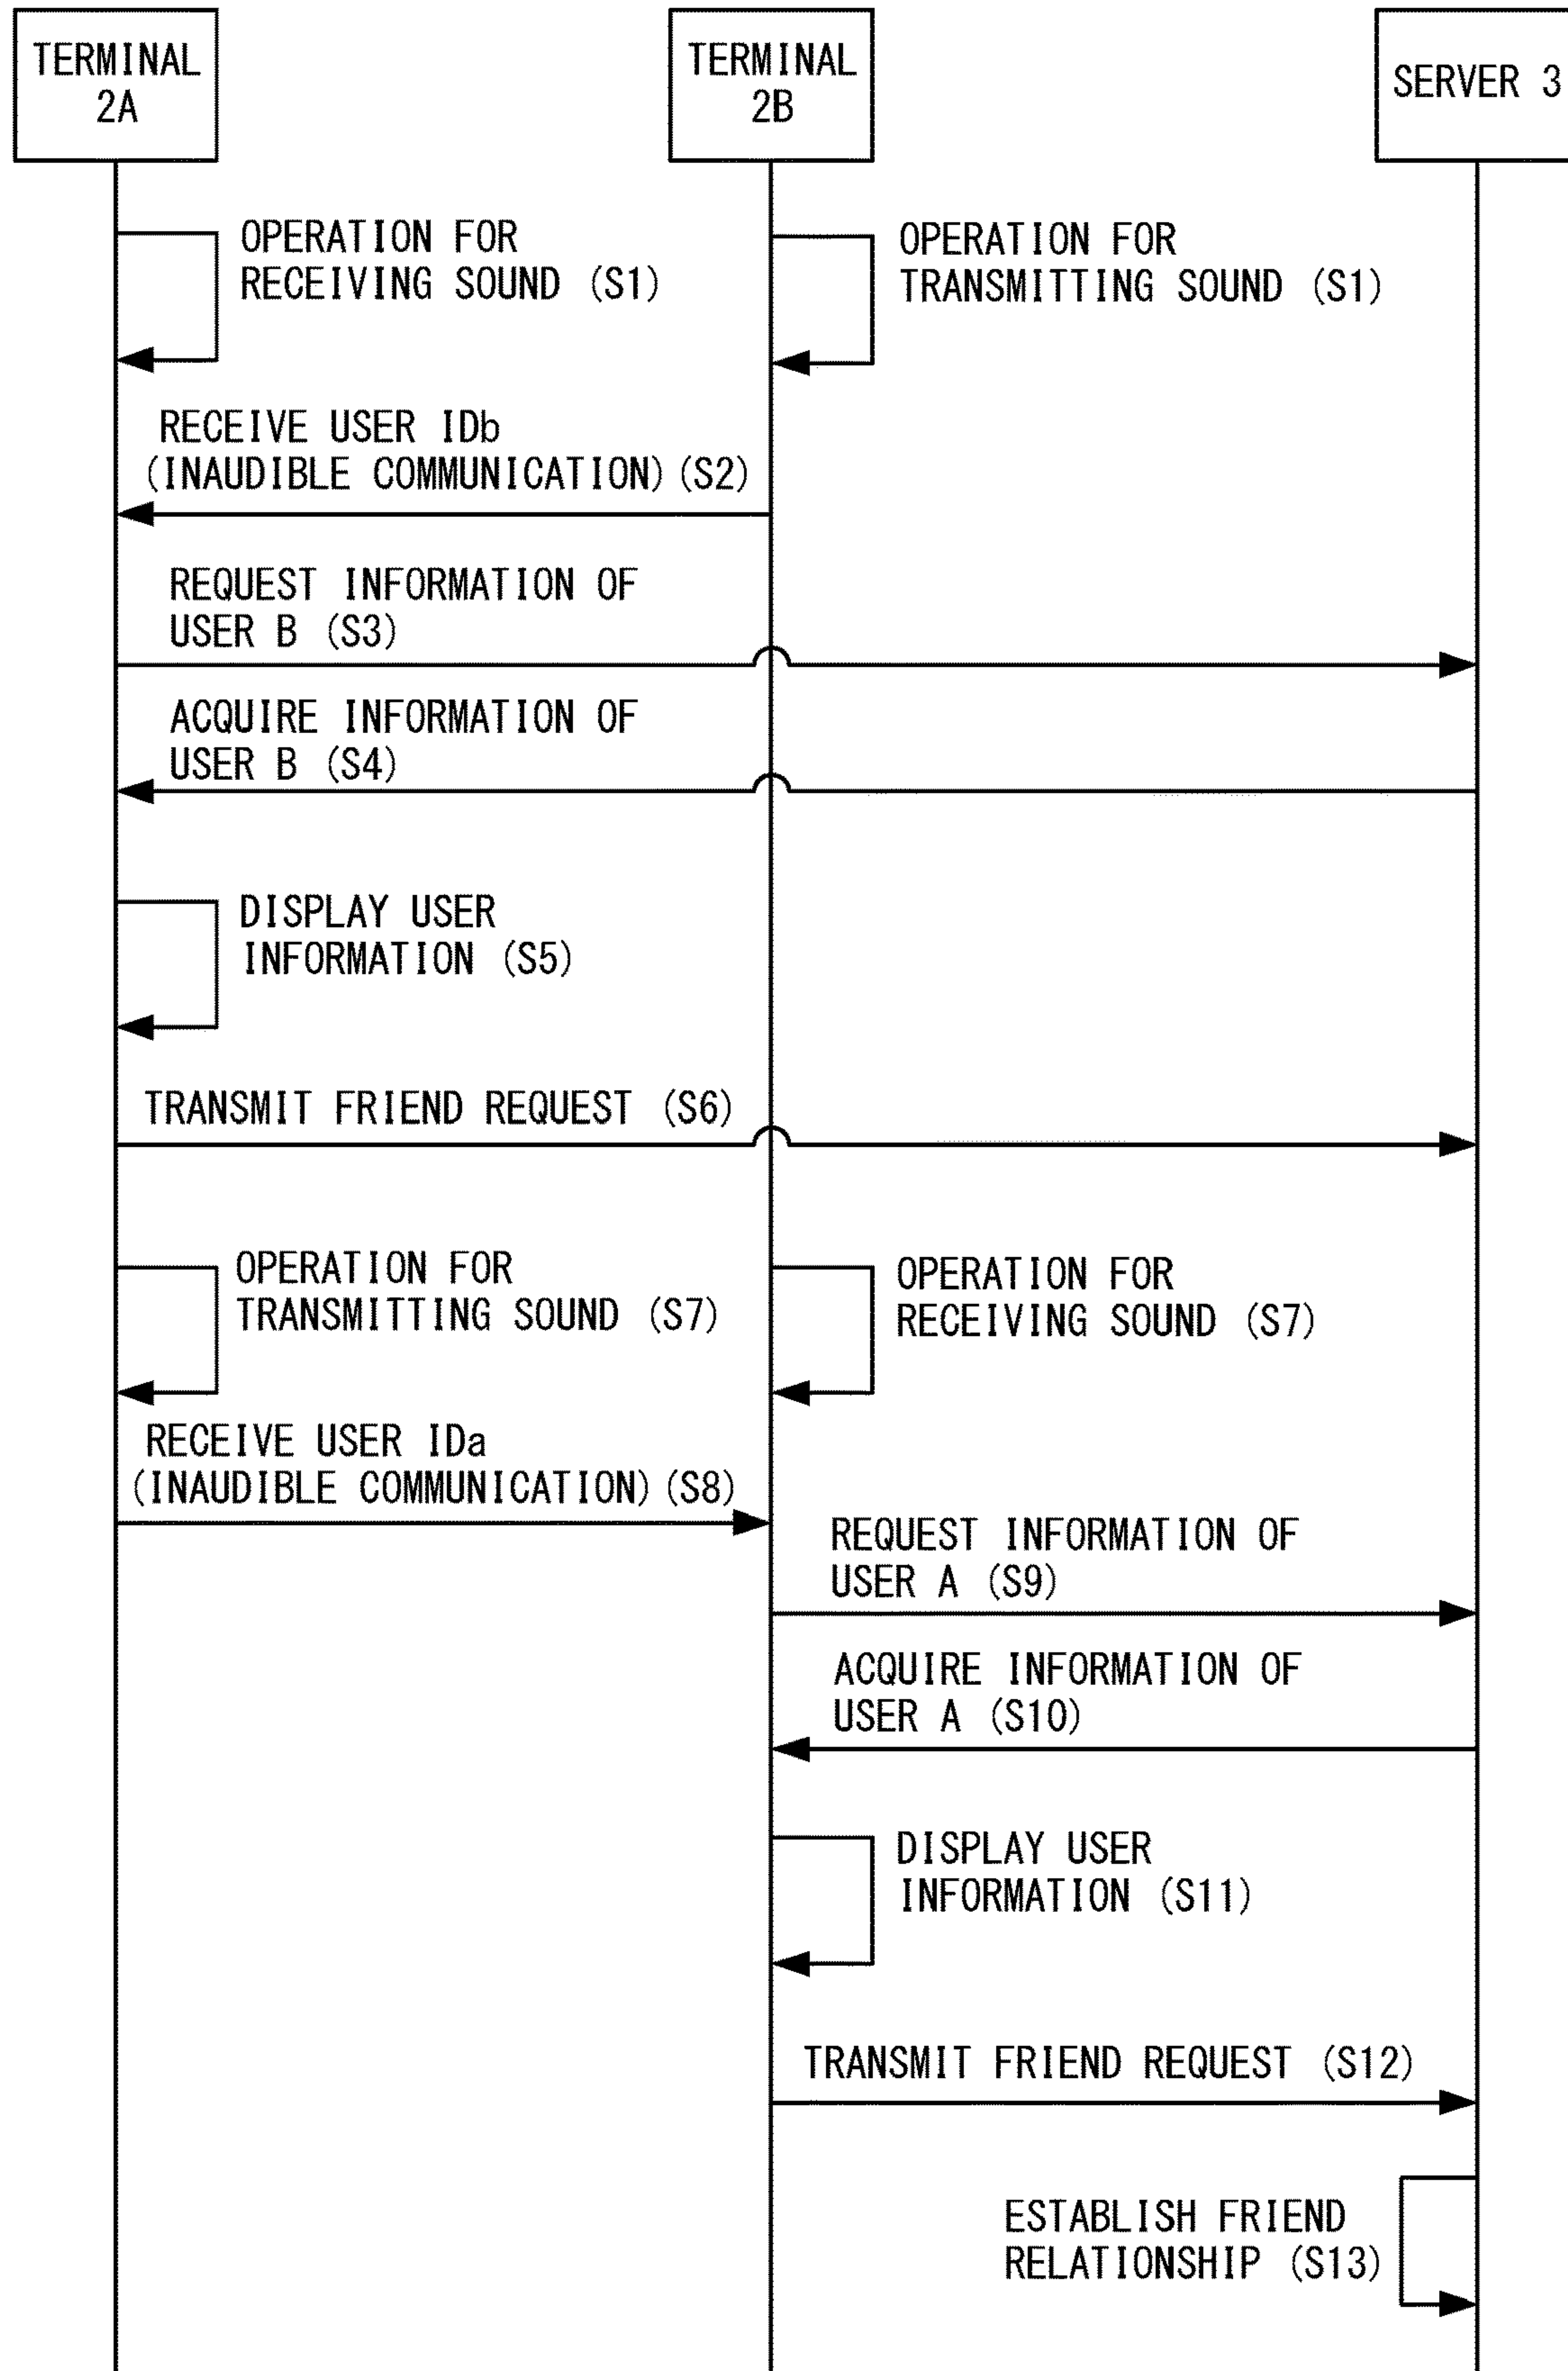 TERMINAL
2A
TERMINAL
2B
SERVER 3
OPERATION FOR
RECEIVING SOUND (S1)
OPERATION FOR
TRANSMITTING SOUND (S1)
RECEIVE USER IDb
(INAUDIBLE COMMUNICATION) (S2)
REQUEST INFORMATION OF
USER B (S3)
ACQUIRE INFORMATION OF
USER B (S4)
DISPLAY USER
INFORMATION (S5)
TRANSMIT FRIEND REQUEST (S6)
OPERATION FOR
TRANSMITTING SOUND (S7)
OPERATION FOR
RECEIVING SOUND (S7)
RECEIVE USER IDa
(INAUDIBLE COMMUNICATION) (S8)
REQUEST INFORMATION OF
USER A (S9)
ACQUIRE INFORMATION OF
USER A (S10)
DISPLAY USER
INFORMATION (S11)
TRANSMIT FRIEND REQUEST (S12)
ESTABLISH FRIEND
RELATIONSHIP (S13)